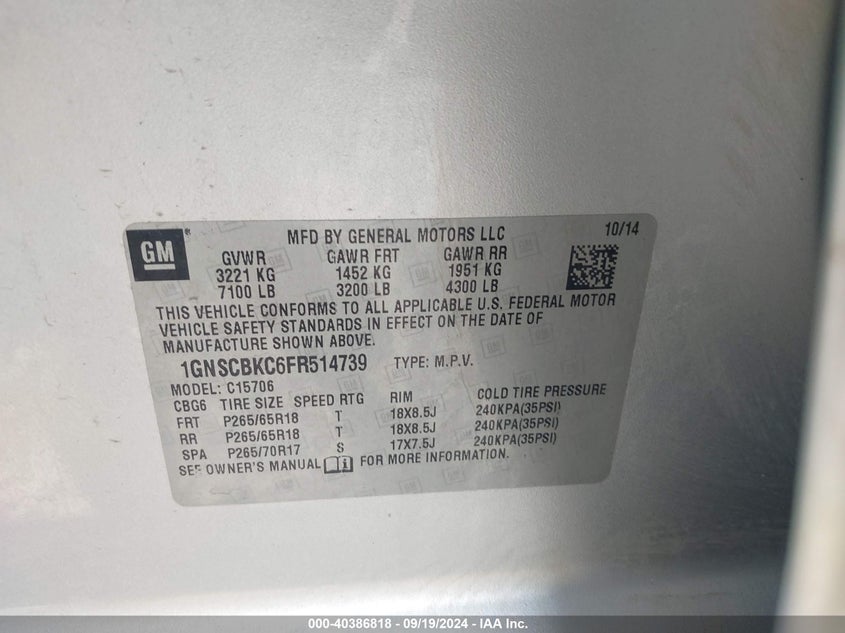 GM®
MFD BY GENERAL MOTORS LLC 10/14
GVWR GAWR FRT GAWR RR
3221 KG 1452 KG 1951 KG
7100 LB 3200 LB 4300 LB
THIS VEHICLE CONFORMS TO ALL APPLICABLE U.S. FEDERAL MOTOR
VEHICLE SAFETY STANDARDS IN EFFECT ON THE DATE OF
MANUFACTURE SHOWN ABOVE.
1GNSCBKC6FR514739 TYPE: M.P.V.
MODEL: C15706
CBG6 TIRE SIZE SPEED RTG RIM COLD TIRE PRESSURE
FRT P265/65R18 T 18X8.5J 240KPA(35PSI)
RR P265/65R18 T 18X8.5J 240KPA(35PSI)
SPA P265/70R17 S 17X7.5J 240KPA(35PSI)
SEE OWNER'S MANUAL FOR MORE INFORMATION.
000-40386818 - 09/19/2024 - IAA Inc.